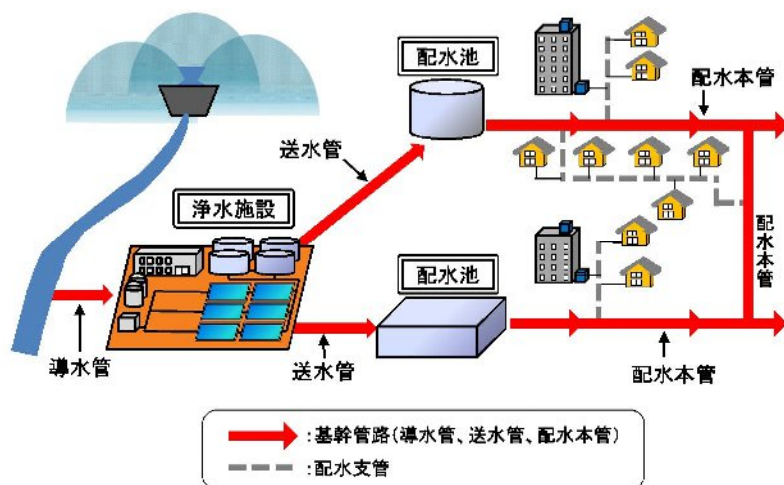 配水池
配水本管
送水管
浄水施設
配水池
配水本管
導水管
送水管
配水本管
:基幹管路(導水管、送水管、配水本管)
:配水支管